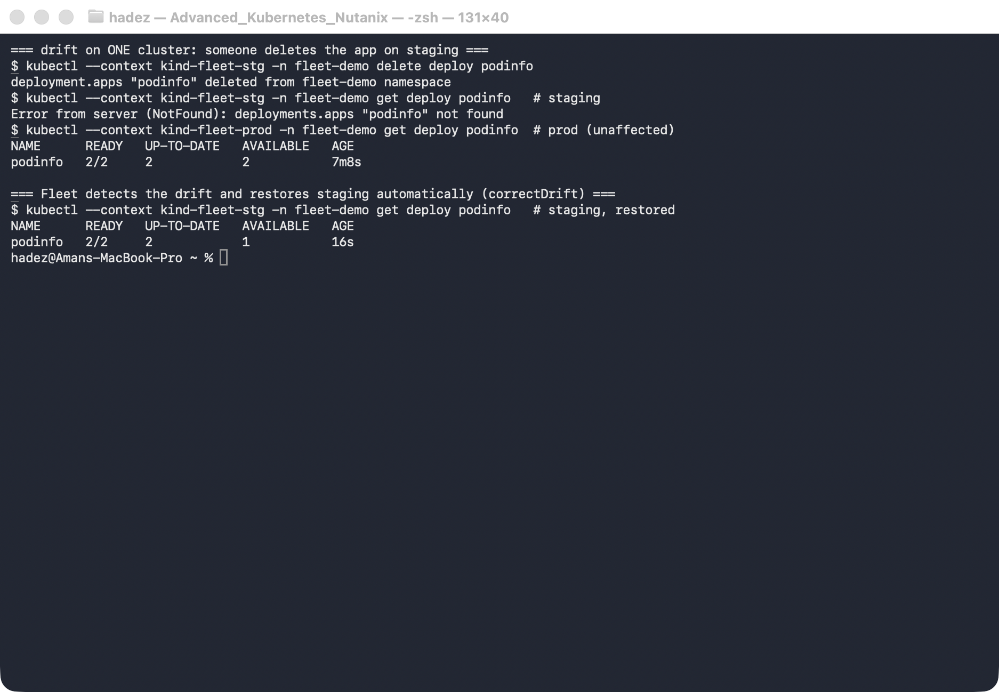 hadez — Advanced_Kubernetes_Nutanix — -zsh — 131×40
=== drift on ONE cluster: someone deletes the app on staging ===
$ kubectl --context kind-fleet-stg -n fleet-demo delete deploy podinfo
deployment.apps "podinfo" deleted from fleet-demo namespace
$ kubectl --context kind-fleet-stg -n fleet-demo get deploy podinfo   # staging
Error from server (NotFound): deployments.apps "podinfo" not found
$ kubectl --context kind-fleet-prod -n fleet-demo get deploy podinfo  # prod (unaffected)
NAME      READY   UP-TO-DATE   AVAILABLE   AGE
podinfo   2/2     2            2           7m8s
=== Fleet detects the drift and restores staging automatically (correctDrift) ===
$ kubectl --context kind-fleet-stg -n fleet-demo get deploy podinfo   # staging, restored
NAME      READY   UP-TO-DATE   AVAILABLE   AGE
podinfo   2/2     2            1           16s
hadez@Amans-MacBook-Pro ~ %